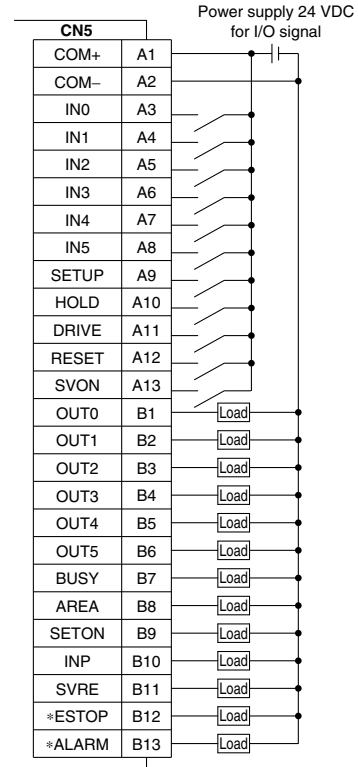 Power supply 24 VDC
for I/O signal
CN5
COM+ A1
COM− A2
IN0 A3
IN1 A4
IN2 A5
IN3 A6
IN4 A7
IN5 A8
SETUP A9
HOLD A10
DRIVE A11
RESET A12
SVON A13
OUT0 B1 Load
OUT1 B2 Load
OUT2 B3 Load
OUT3 B4 Load
OUT4 B5 Load
OUT5 B6 Load
BUSY B7 Load
AREA B8 Load
SETON B9 Load
INP B10 Load
SVRE B11 Load
∗ESTOP B12 Load
∗ALARM B13 Load